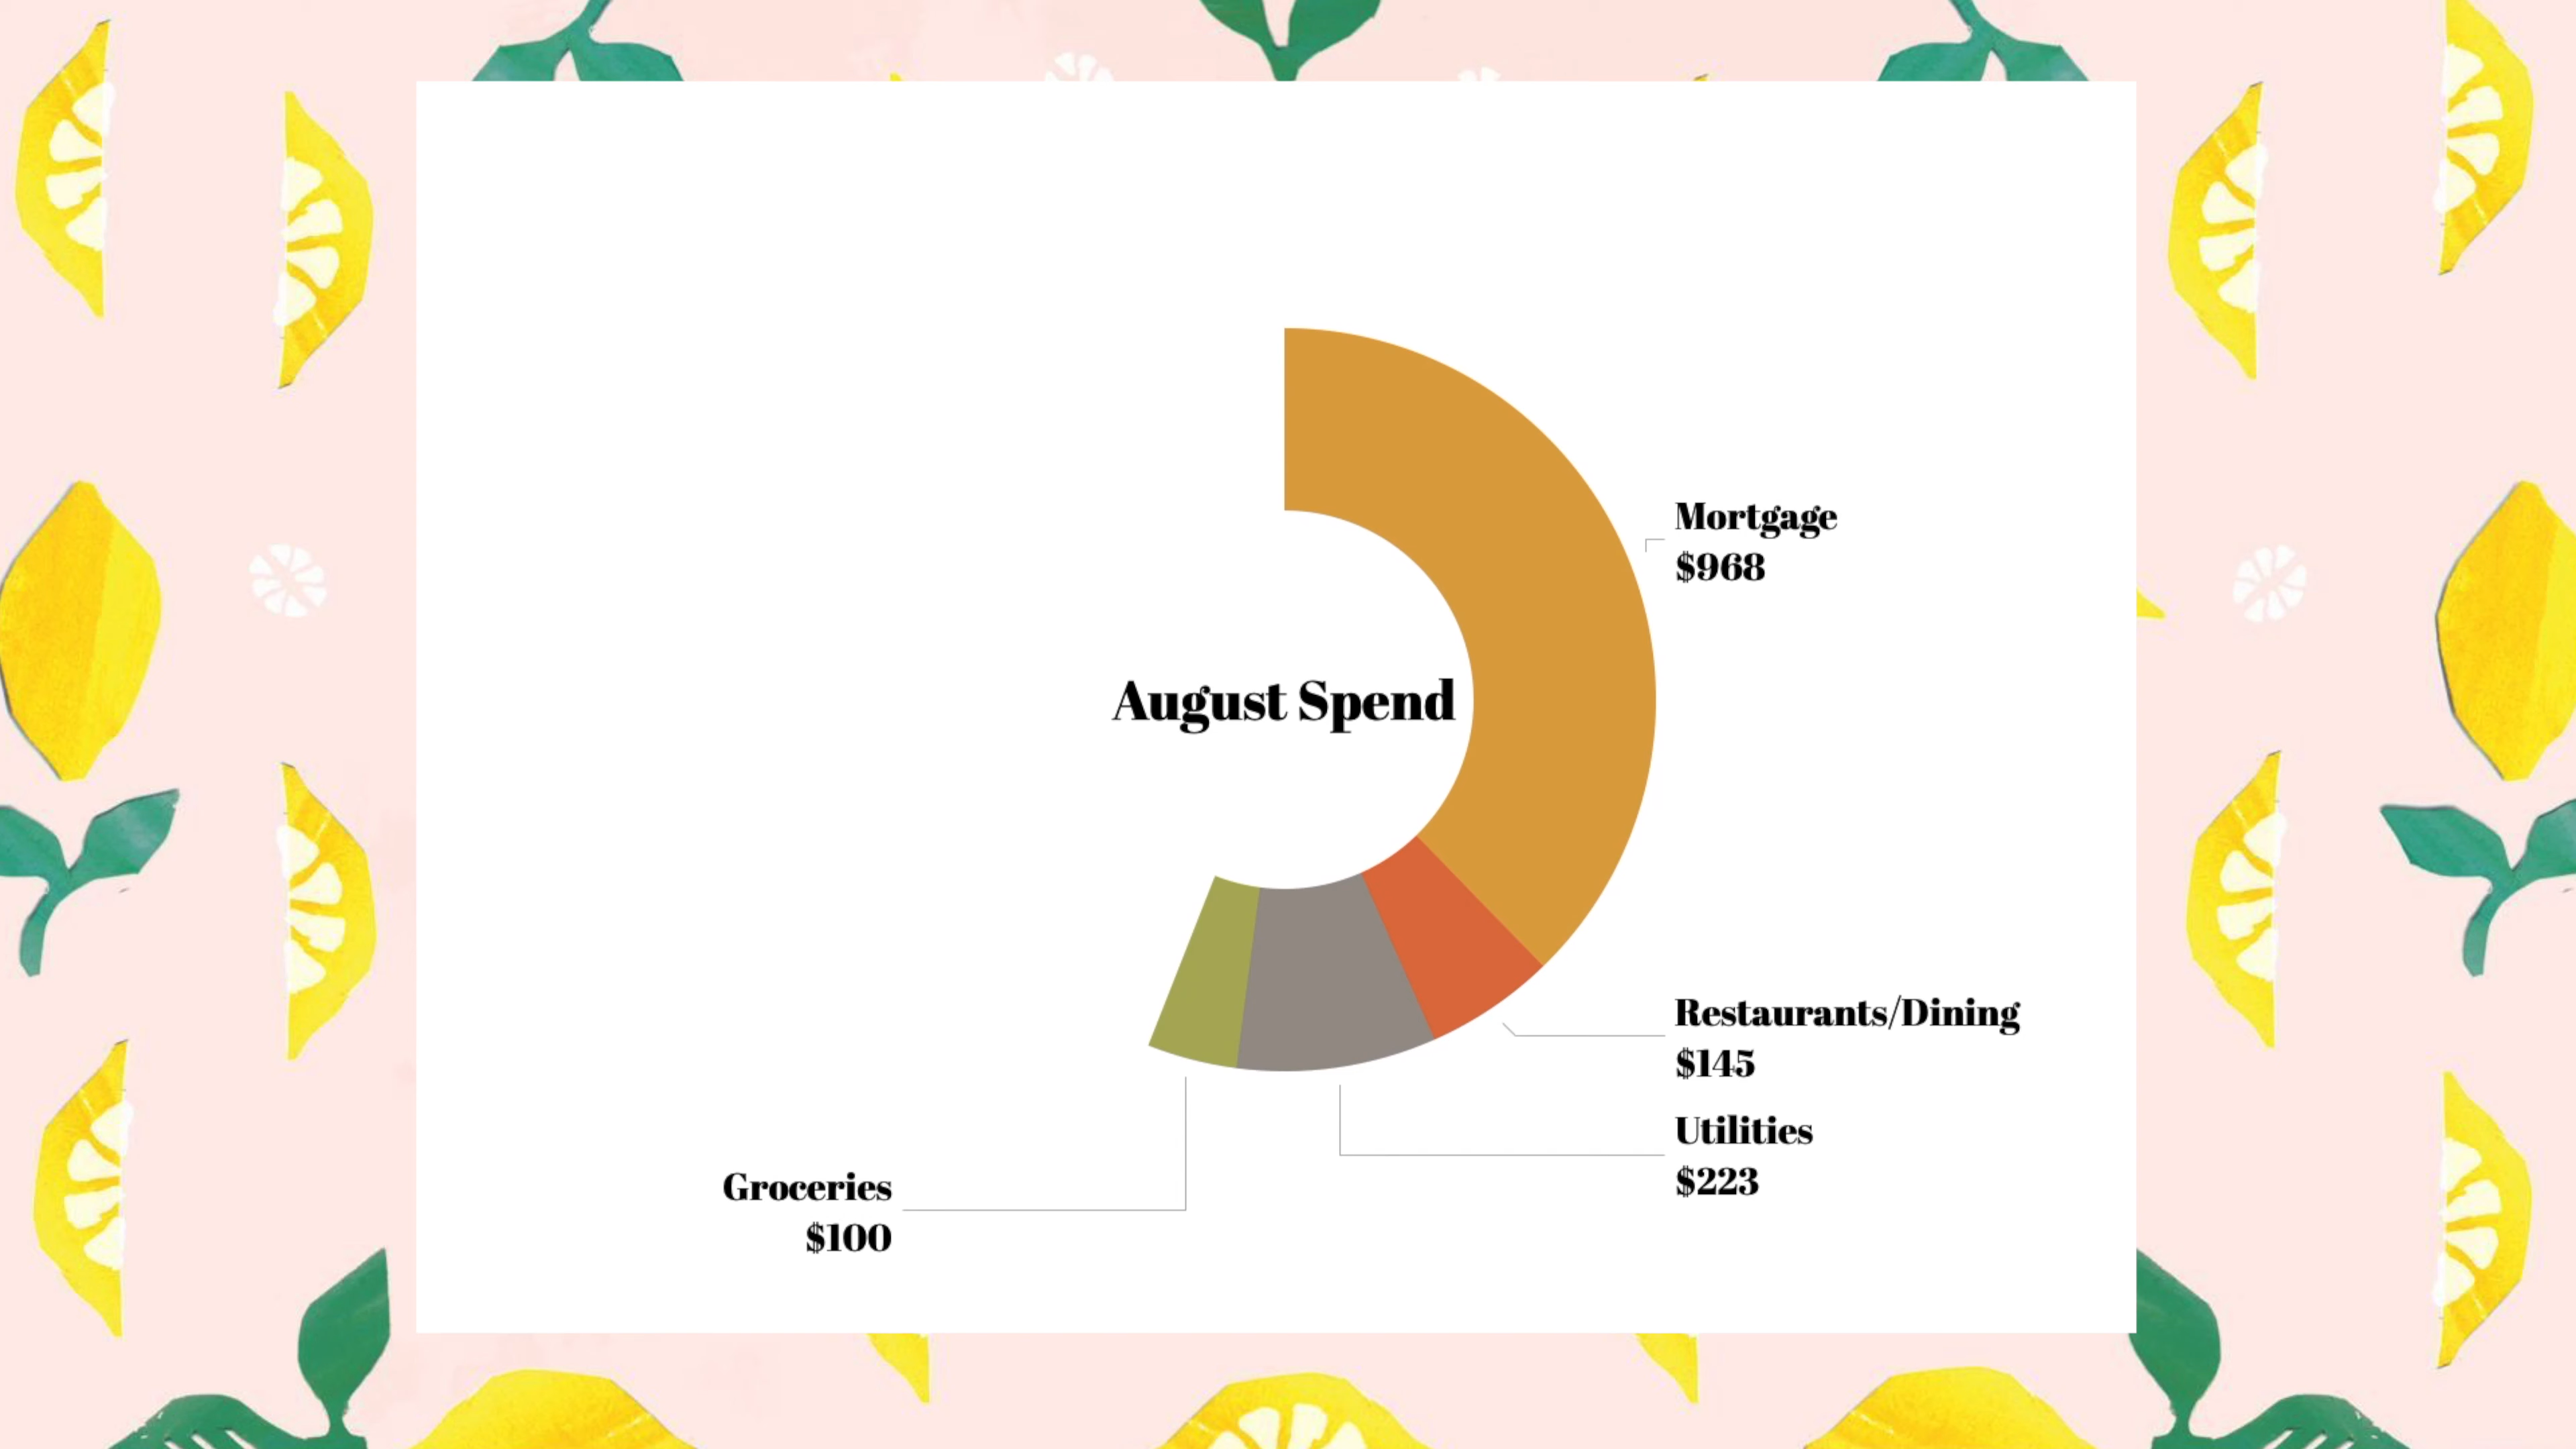 August Spend
Mortgage
$968
Restaurants/Dining
$145
Utilities
$223
Groceries
$100